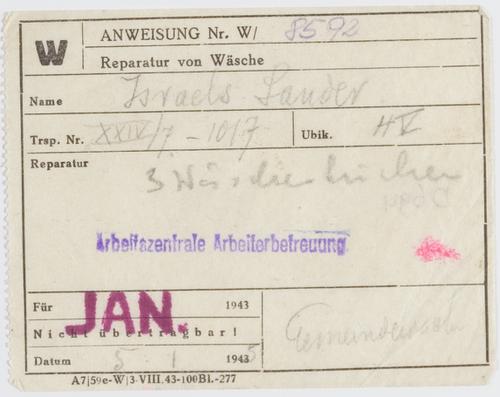 W
ANWEISUNG Nr. W/ 8592
Reparatur von Wäsche
Name Israels Sander
Trsp. Nr. XXIV/7 - 1017 Ubik. HV
Reparatur 3 Wäsche
Arbeitszentrale Arbeiterbetreuung
Für JAN. 1943
Nicht übertragbar!
Datum 5 1 1943
A7|59e-W|3·VIII.43-100Bl.-277